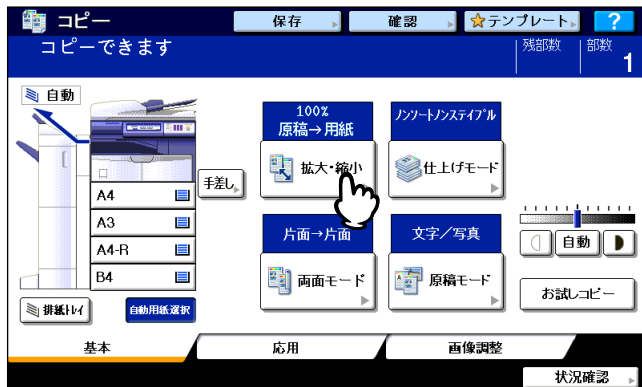 コピー
保存
確認
テンプレート
?
コピーできます
残部数
部数
1
自動
100%
原稿→用紙
拡大・縮小
ノンソートノンステイプル
仕上げモード
手差し
A4
A3
A4-R
B4
片面→片面
両面モード
文字/写真
原稿モード
自動
お試しコピー
排紙トレイ
自動用紙選択
基本
応用
画像調整
状況確認